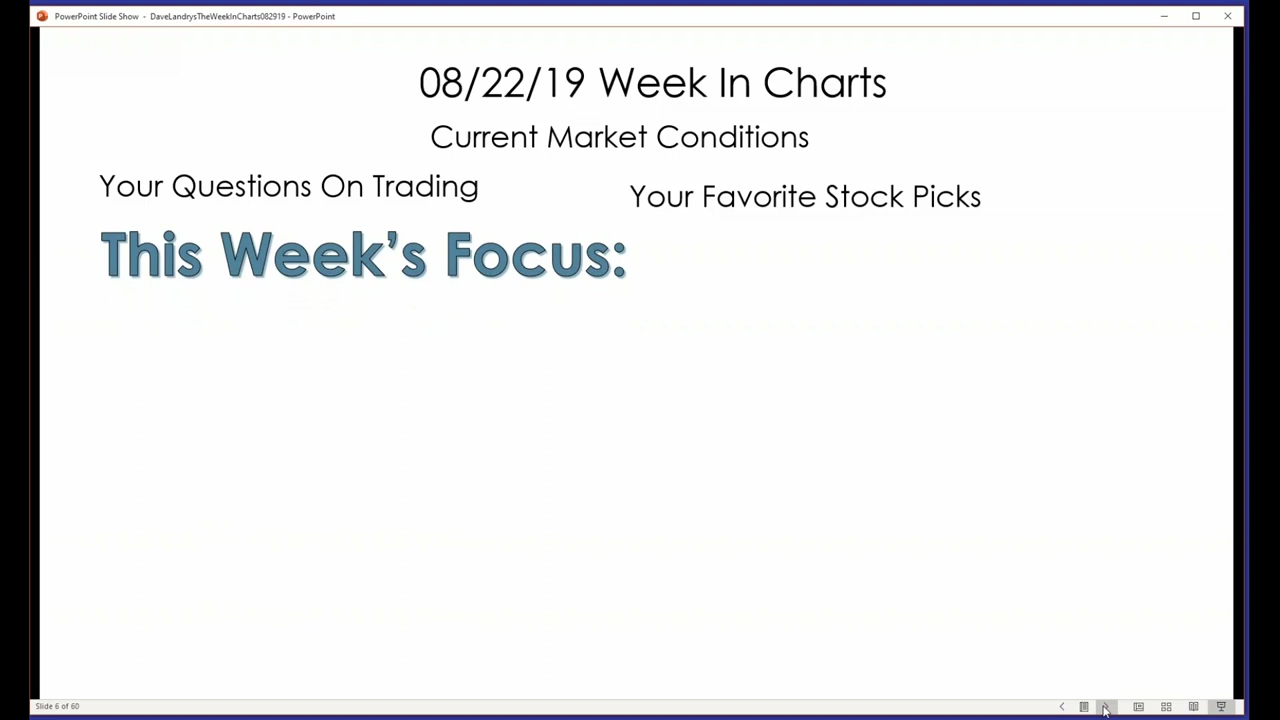 PowerPoint Slide Show - DaveLandrysTheWeekInCharts082919 - PowerPoint
08/22/19 Week In Charts
Current Market Conditions
Your Questions On Trading
Your Favorite Stock Picks
This Week's Focus:
Slide 6 of 60